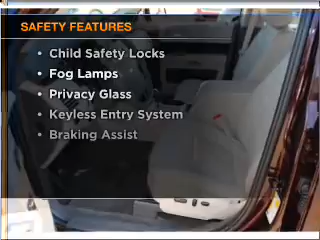 SAFETY FEATURES
• Child Safety Locks
• Fog Lamps
• Privacy Glass
• Keyless Entry System
• Braking Assist